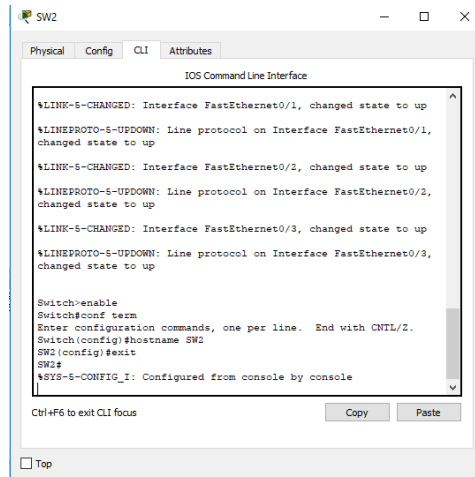 SW2
Physical Config CLI Attributes
IOS Command Line Interface
%LINK-5-CHANGED: Interface FastEthernet0/1, changed state to up
%LINEPROTO-5-UPDOWN: Line protocol on Interface FastEthernet0/1,
changed state to up
%LINK-5-CHANGED: Interface FastEthernet0/2, changed state to up
%LINEPROTO-5-UPDOWN: Line protocol on Interface FastEthernet0/2,
changed state to up
%LINK-5-CHANGED: Interface FastEthernet0/3, changed state to up
%LINEPROTO-5-UPDOWN: Line protocol on Interface FastEthernet0/3,
changed state to up
Switch>enable
Switch#conf term
Enter configuration commands, one per line.  End with CNTL/Z.
Switch(config)#hostname SW2
SW2(config)#exit
SW2#
%SYS-5-CONFIG_I: Configured from console by console
Ctrl+F6 to exit CLI focus
Copy Paste
Top